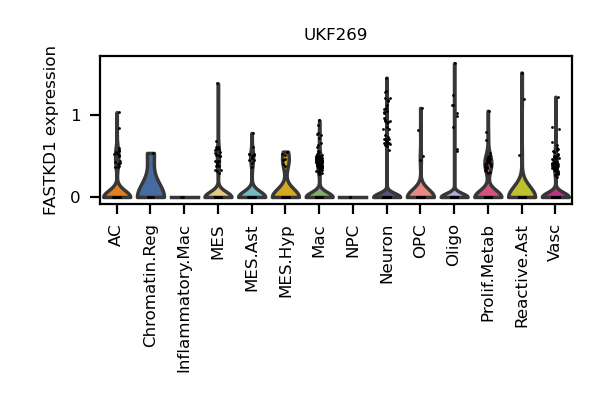 UKF269
FASTKD1 expression
1
0
AC
Chromatin.Reg
Inflammatory.Mac
MES
MES.Ast
MES.Hyp
Mac
NPC
Neuron
OPC
Oligo
Prolif.Metab
Reactive.Ast
Vasc